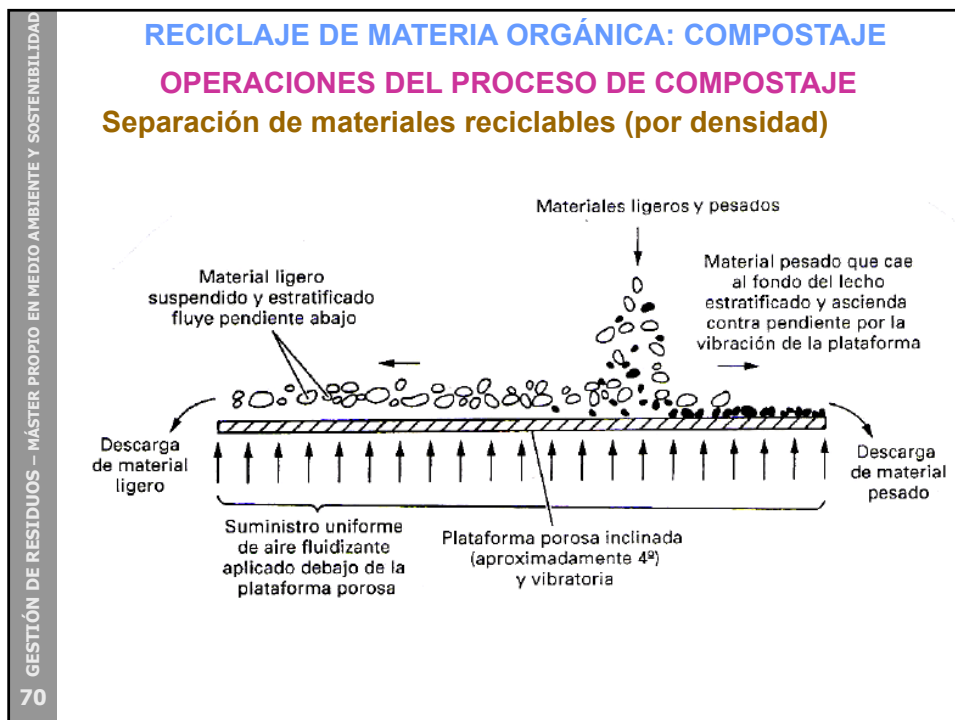 RECICLAJE DE MATERIA ORGÁNICA: COMPOSTAJE
OPERACIONES DEL PROCESO DE COMPOSTAJE
Separación de materiales reciclables (por densidad)
Materiales ligeros y pesados
Material ligero
suspendido y estratificado
fluye pendiente abajo
Material pesado que cae
al fondo del lecho
estratificado y ascienda
contra pendiente por la
vibración de la plataforma
Descarga
de material
ligero
Descarga
de material
pesado
Suministro uniforme
de aire fluidizante
aplicado debajo de la
plataforma porosa
Plataforma porosa inclinada
(aproximadamente 4º)
y vibratoria
GESTIÓN DE RESIDUOS – MÁSTER PROPIO EN MEDIO AMBIENTE Y SOSTENIBILIDAD
70